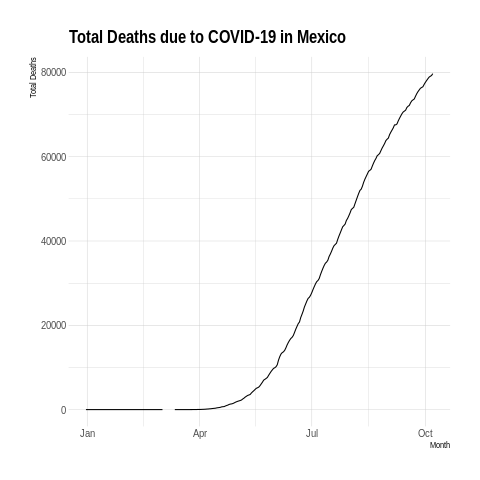 Total Deaths due to COVID-19 in Mexico
Total Deaths
80000
60000
40000
20000
0
Jan Apr Jul Oct
Month